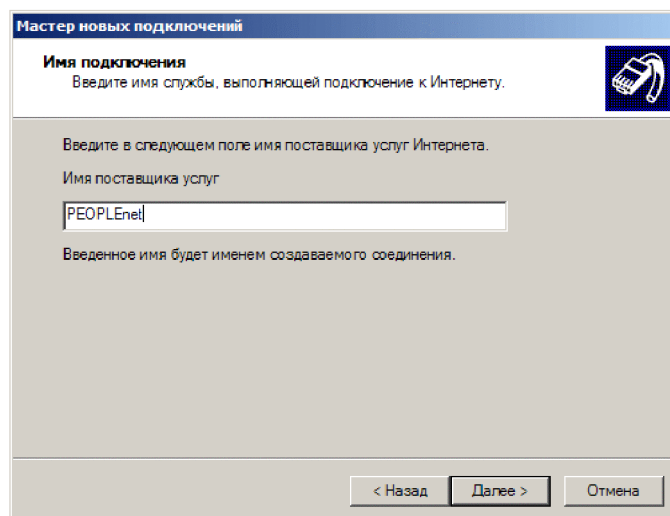 Мастер новых подключений
Имя подключения
Введите имя службы, выполняющей подключение к Интернету.
Введите в следующем поле имя поставщика услуг Интернета.
Имя поставщика услуг
PEOPLEnet
Введенное имя будет именем создаваемого соединения.
< Назад Далее > Отмена